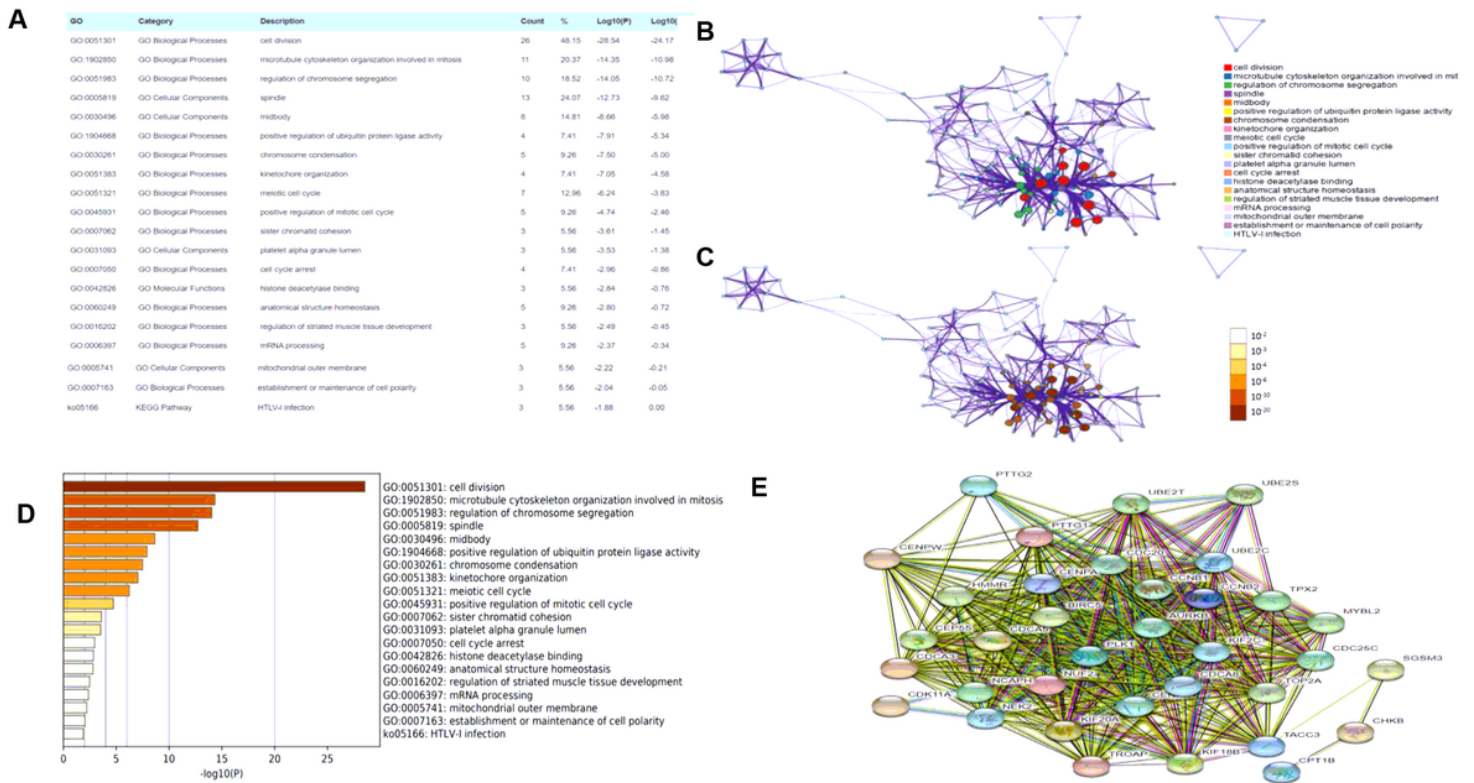 A
GO Category Description Count % Log10(P) Log10(
GO:0051301 GO Biological Processes cell division 26 48.15 -28.54 -24.17
GO:1902850 GO Biological Processes microtubule cytoskeleton organization involved in mitosis 11 20.37 -14.35 -10.98
GO:0051983 GO Biological Processes regulation of chromosome segregation 10 18.52 -14.05 -10.72
GO:0005819 GO Cellular Components spindle 13 24.07 -12.73 -9.62
GO:0030496 GO Cellular Components midbody 8 14.81 -8.66 -5.98
GO:1904668 GO Biological Processes positive regulation of ubiquitin protein ligase activity 4 7.41 -7.91 -5.34
GO:0030261 GO Biological Processes chromosome condensation 5 9.26 -7.50 -5.00
GO:0051383 GO Biological Processes kinetochore organization 4 7.41 -7.05 -4.58
GO:0051321 GO Biological Processes meiotic cell cycle 7 12.96 -6.24 -3.83
GO:0045931 GO Biological Processes positive regulation of mitotic cell cycle 5 9.26 -4.74 -2.46
GO:0007062 GO Biological Processes sister chromatid cohesion 3 5.56 -3.61 -1.45
GO:0031093 GO Cellular Components platelet alpha granule lumen 3 5.56 -3.53 -1.38
GO:0007050 GO Biological Processes cell cycle arrest 4 7.41 -2.96 -0.86
GO:0042826 GO Molecular Functions histone deacetylase binding 3 5.56 -2.84 -0.76
GO:0060249 GO Biological Processes anatomical structure homeostasis 5 9.26 -2.80 -0.72
GO:0016202 GO Biological Processes regulation of striated muscle tissue development 3 5.56 -2.49 -0.45
GO:0006397 GO Biological Processes mRNA processing 5 9.26 -2.37 -0.34
GO:0005741 GO Cellular Components mitochondrial outer membrane 3 5.56 -2.22 -0.21
GO:0007163 GO Biological Processes establishment or maintenance of cell polarity 3 5.56 -2.04 -0.05
ko05166 KEGG Pathway HTLV-I infection 3 5.56 -1.88 0.00
B
cell division
microtubule cytoskeleton organization involved in mit
regulation of chromosome segregation
spindle
midbody
positive regulation of ubiquitin protein ligase activity
chromosome condensation
kinetochore organization
meiotic cell cycle
positive regulation of mitotic cell cycle
sister chromatid cohesion
platelet alpha granule lumen
cell cycle arrest
histone deacetylase binding
anatomical structure homeostasis
regulation of striated muscle tissue development
mRNA processing
mitochondrial outer membrane
establishment or maintenance of cell polarity
HTLV-I infection
C
10-2
10-3
10-4
10-6
10-10
10-20
D
GO:0051301: cell division
GO:1902850: microtubule cytoskeleton organization involved in mitosis
GO:0051983: regulation of chromosome segregation
GO:0005819: spindle
GO:0030496: midbody
GO:1904668: positive regulation of ubiquitin protein ligase activity
GO:0030261: chromosome condensation
GO:0051383: kinetochore organization
GO:0051321: meiotic cell cycle
GO:0045931: positive regulation of mitotic cell cycle
GO:0007062: sister chromatid cohesion
GO:0031093: platelet alpha granule lumen
GO:0007050: cell cycle arrest
GO:0042826: histone deacetylase binding
GO:0060249: anatomical structure homeostasis
GO:0016202: regulation of striated muscle tissue development
GO:0006397: mRNA processing
GO:0005741: mitochondrial outer membrane
GO:0007163: establishment or maintenance of cell polarity
ko05166: HTLV-I infection
0 5 10 15 20 25
-log10(P)
E
PTTG2
UBE2T
UBE2S
PTTG1
CENPW
CDC20
UBE2C
CENPA
HMMR
CCNB1
CCNB2
TPX2
BIRC5
MYBL2
AURKB
CEP55
KIF2C
PLK1
CDC25C
SGSM3
NUF2
CDCA8
NCAPH
TOP2A
CDK11A
NEK2
KIF20A
CHKB
TACC3
TROAP
KIF18B
CPT1B